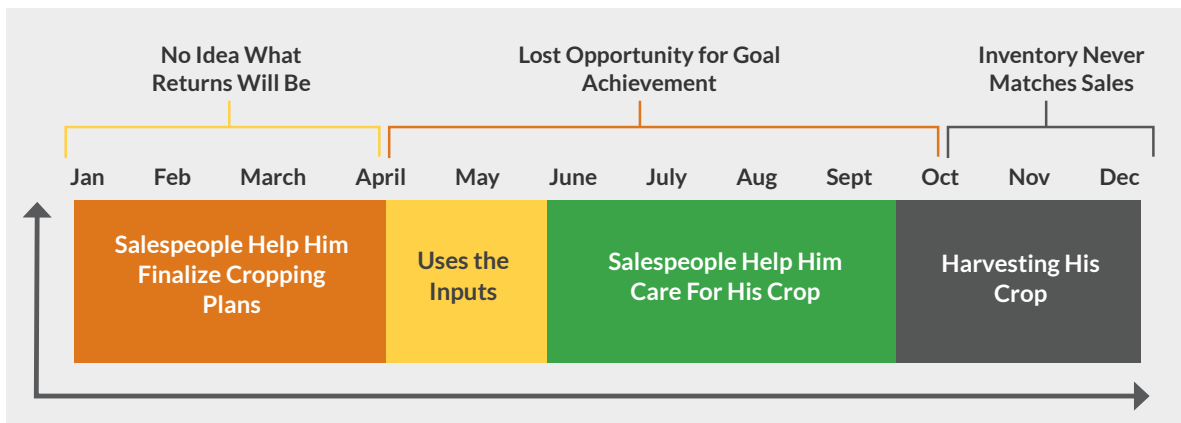 No Idea What
Returns Will Be
Lost Opportunity for Goal
Achievement
Inventory Never
Matches Sales
Jan Feb March April May June July Aug Sept Oct Nov Dec
Salespeople Help Him
Finalize Cropping
Plans
Uses the
Inputs
Salespeople Help Him
Care For His Crop
Harvesting His
Crop